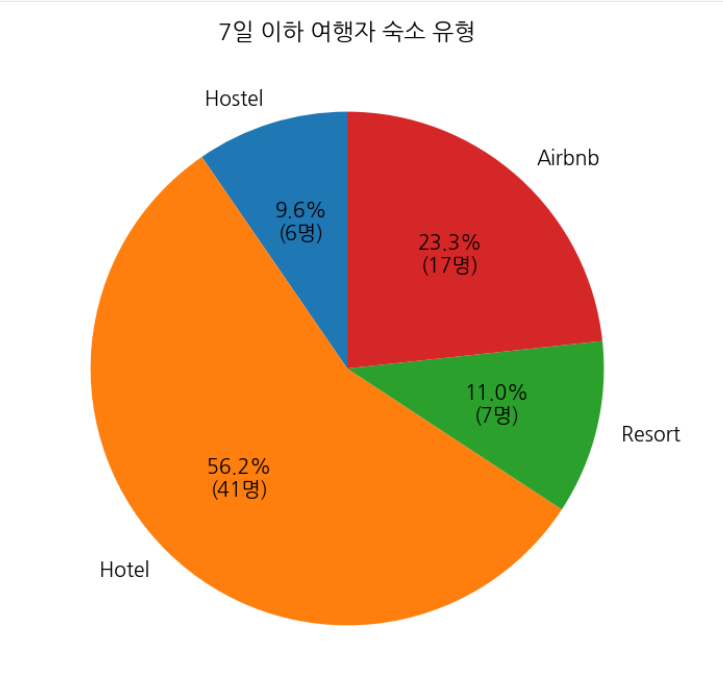 7일 이하 여행자 숙소 유형
Hostel
Airbnb
9.6%
(6명)
23.3%
(17명)
11.0%
(7명)
Resort
56.2%
(41명)
Hotel